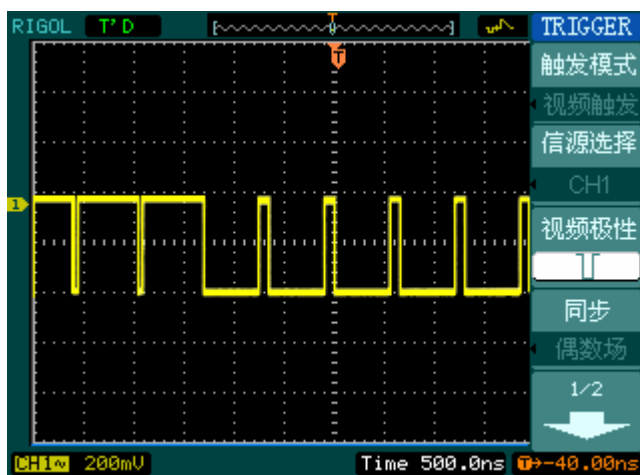 RIGOL T'D
T
TRIGGER
触发模式
视频触发
信源选择
CH1
视频极性
同步
偶数场
1/2
1
T
CH1~ 200mV Time 500.0ns T→-40.00ns